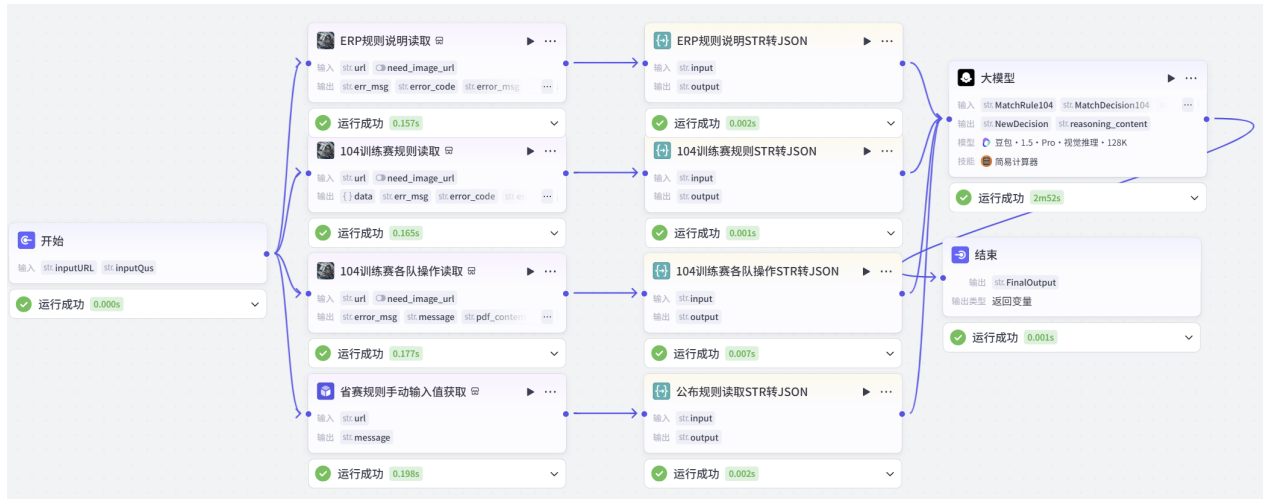 开始
输入 str.inputURL str.inputQus
运行成功 0.000s
ERP规则说明读取
输入 str.url need_image_url
输出 str.err_msg str.error_code str.error_msg ...
运行成功 0.157s
104训练赛规则读取
输入 str.url need_image_url
输出 { } data str.err_msg str.error_code ...
运行成功 0.165s
104训练赛各队操作读取
输入 str.url need_image_url
输出 str.error_msg str.message ...
运行成功 0.177s
省赛规则手动输入值获取
输入 str.url
输出 str.message
运行成功 0.198s
ERP规则说明STR转JSON
输入 str.input
输出 str.output
运行成功 0.002s
104训练赛规则STR转JSON
输入 str.input
输出 str.output
运行成功 0.001s
104训练赛各队操作STR转JSON
输入 str.input
输出 str.output
运行成功 0.007s
公布规则读取STR转JSON
输入 str.input
输出 str.output
运行成功 0.002s
大模型
输入 str.MatchRule104 str.MatchDecision104 ...
输出 str.NewDecision str.reasoning_content
模型 豆包・1.5・Pro・视觉推理・128K
技能 简易计算器
运行成功 2m52s
结束
输出 str.FinalOutput
输出类型 返回变量
运行成功 0.001s